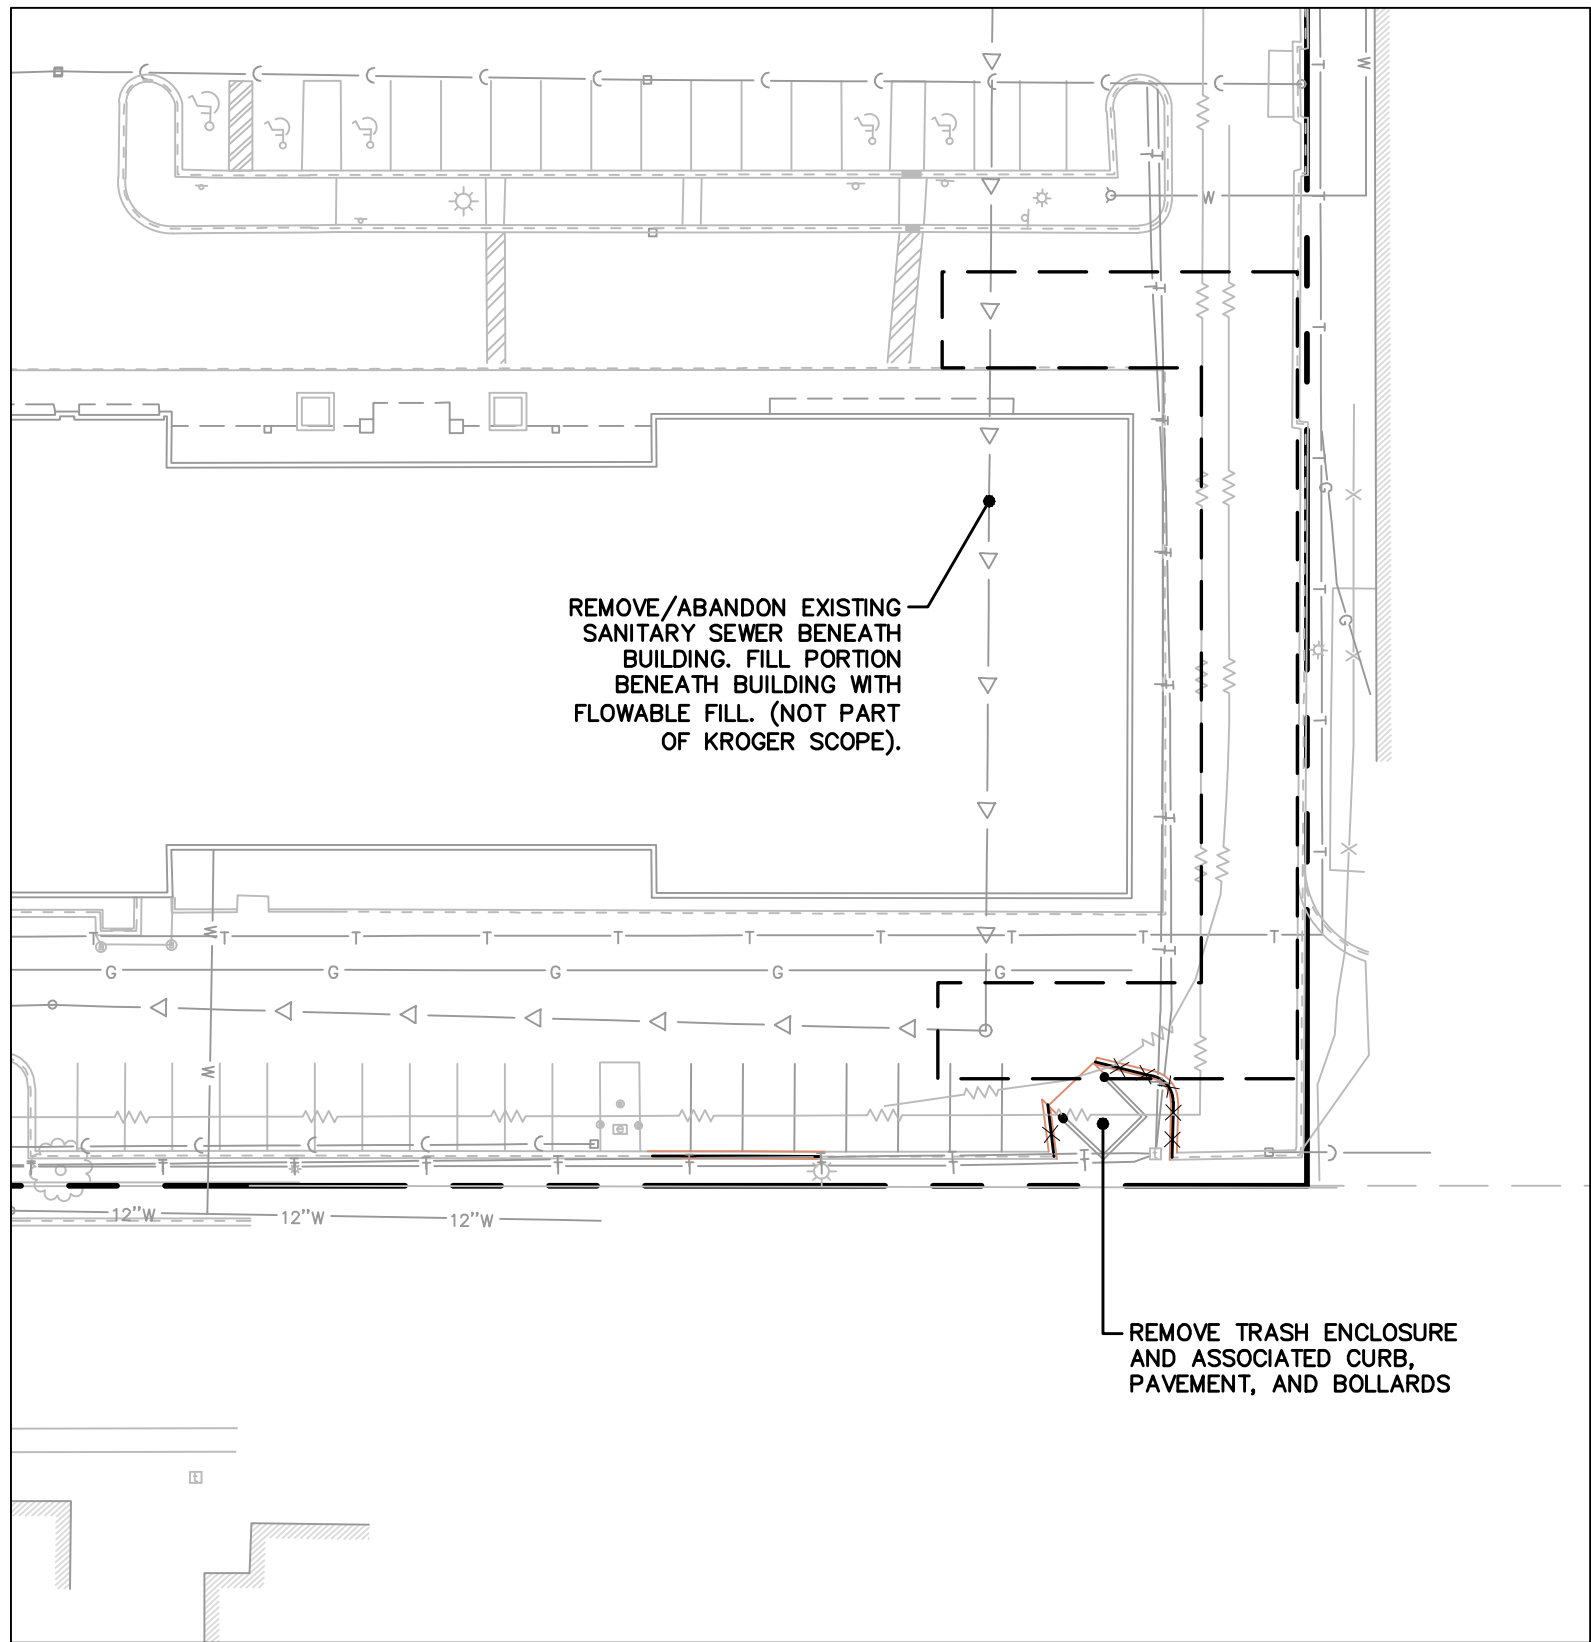 C C C C C C C C C
T W
T T W
T T
REMOVE/ABANDON EXISTING
SANITARY SEWER BENEATH
BUILDING. FILL PORTION
BENEATH BUILDING WITH
FLOWABLE FILL. (NOT PART
OF KROGER SCOPE).
T T T T T T T T T T
W
G G G G G
W
C C C C C
T T T T T T T T T
12"W 12"W 12"W
REMOVE TRASH ENCLOSURE
AND ASSOCIATED CURB,
PAVEMENT, AND BOLLARDS
t